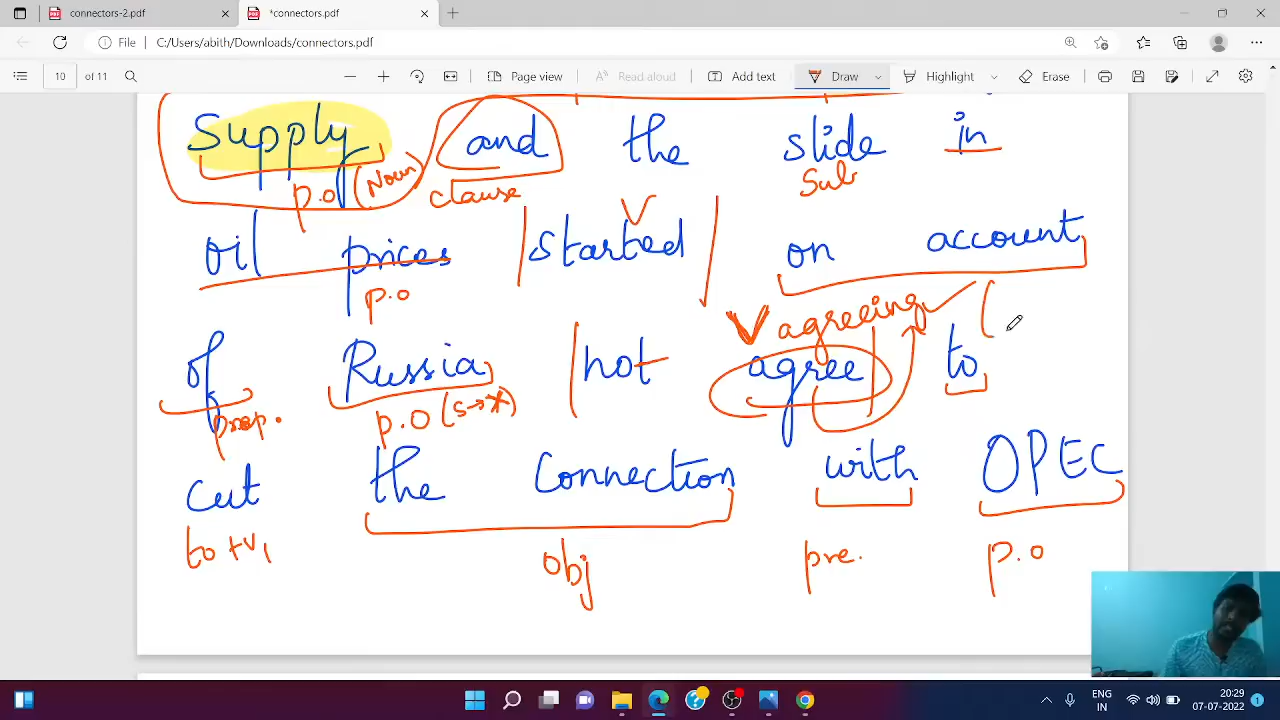 connectors-2.pdf
*connectors.pdf
File C:/Users/abith/Downloads/connectors.pdf
10 of 11
Page view
Read aloud
Add text
Draw
Highlight
Erase
Supply and the slide in
p.o (Noun) clause Sub
V
oil prices started on account
p.o
V agreeing (
of Russia not agree to
prep. p.o (S→X)
cut the Connection with OPEC
to+V1 obj pre. p.o
ENG
IN
20:29
07-07-2022